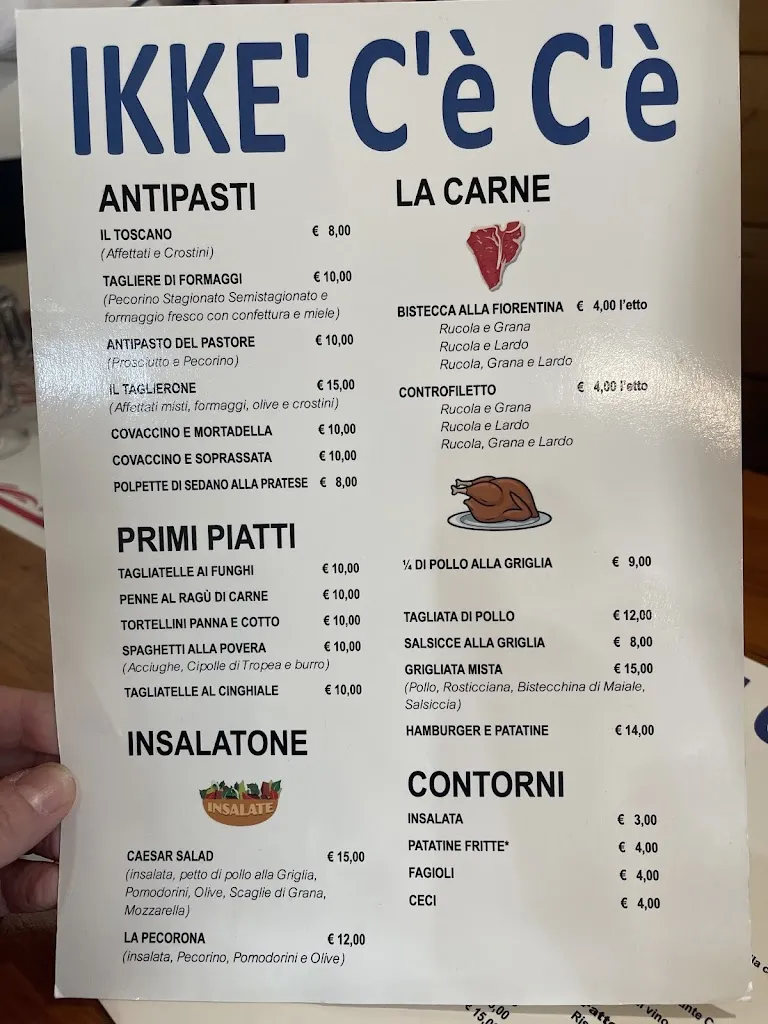 IKKE' C'è C'è
ANTIPASTI
IL TOSCANO € 8,00
(Affettati e Crostini)
TAGLIERE DI FORMAGGI € 10,00
(Pecorino Stagionato Semistagionato e
formaggio fresco con confettura e miele)
ANTIPASTO DEL PASTORE € 10,00
(Prosciutto e Pecorino)
IL TAGLIERONE € 15,00
(Affettati misti, formaggi, olive e crostini)
COVACCINO E MORTADELLA € 10,00
COVACCINO E SOPRASSATA € 10,00
POLPETTE DI SEDANO ALLA PRATESE € 8,00
PRIMI PIATTI
TAGLIATELLE AI FUNGHI € 10,00
PENNE AL RAGÙ DI CARNE € 10,00
TORTELLINI PANNA E COTTO € 10,00
SPAGHETTI ALLA POVERA € 10,00
(Acciughe, Cipolle di Tropea e burro)
TAGLIATELLE AL CINGHIALE € 10,00
INSALATONE
INSALATE
CAESAR SALAD € 15,00
(insalata, petto di pollo alla Griglia,
Pomodorini, Olive, Scaglie di Grana,
Mozzarella)
LA PECORONA € 12,00
(insalata, Pecorino, Pomodorini e Olive)
LA CARNE
BISTECCA ALLA FIORENTINA € 4,00 l'etto
Rucola e Grana
Rucola e Lardo
Rucola, Grana e Lardo
CONTROFILETTO € 4,00 l'etto
Rucola e Grana
Rucola e Lardo
Rucola, Grana e Lardo
¼ DI POLLO ALLA GRIGLIA € 9,00
TAGLIATA DI POLLO € 12,00
SALSICCE ALLA GRIGLIA € 8,00
GRIGLIATA MISTA € 15,00
(Pollo, Rosticciana, Bistecchina di Maiale,
Salsiccia)
HAMBURGER E PATATINE € 14,00
CONTORNI
INSALATA € 3,00
PATATINE FRITTE* € 4,00
FAGIOLI € 4,00
CECI € 4,00